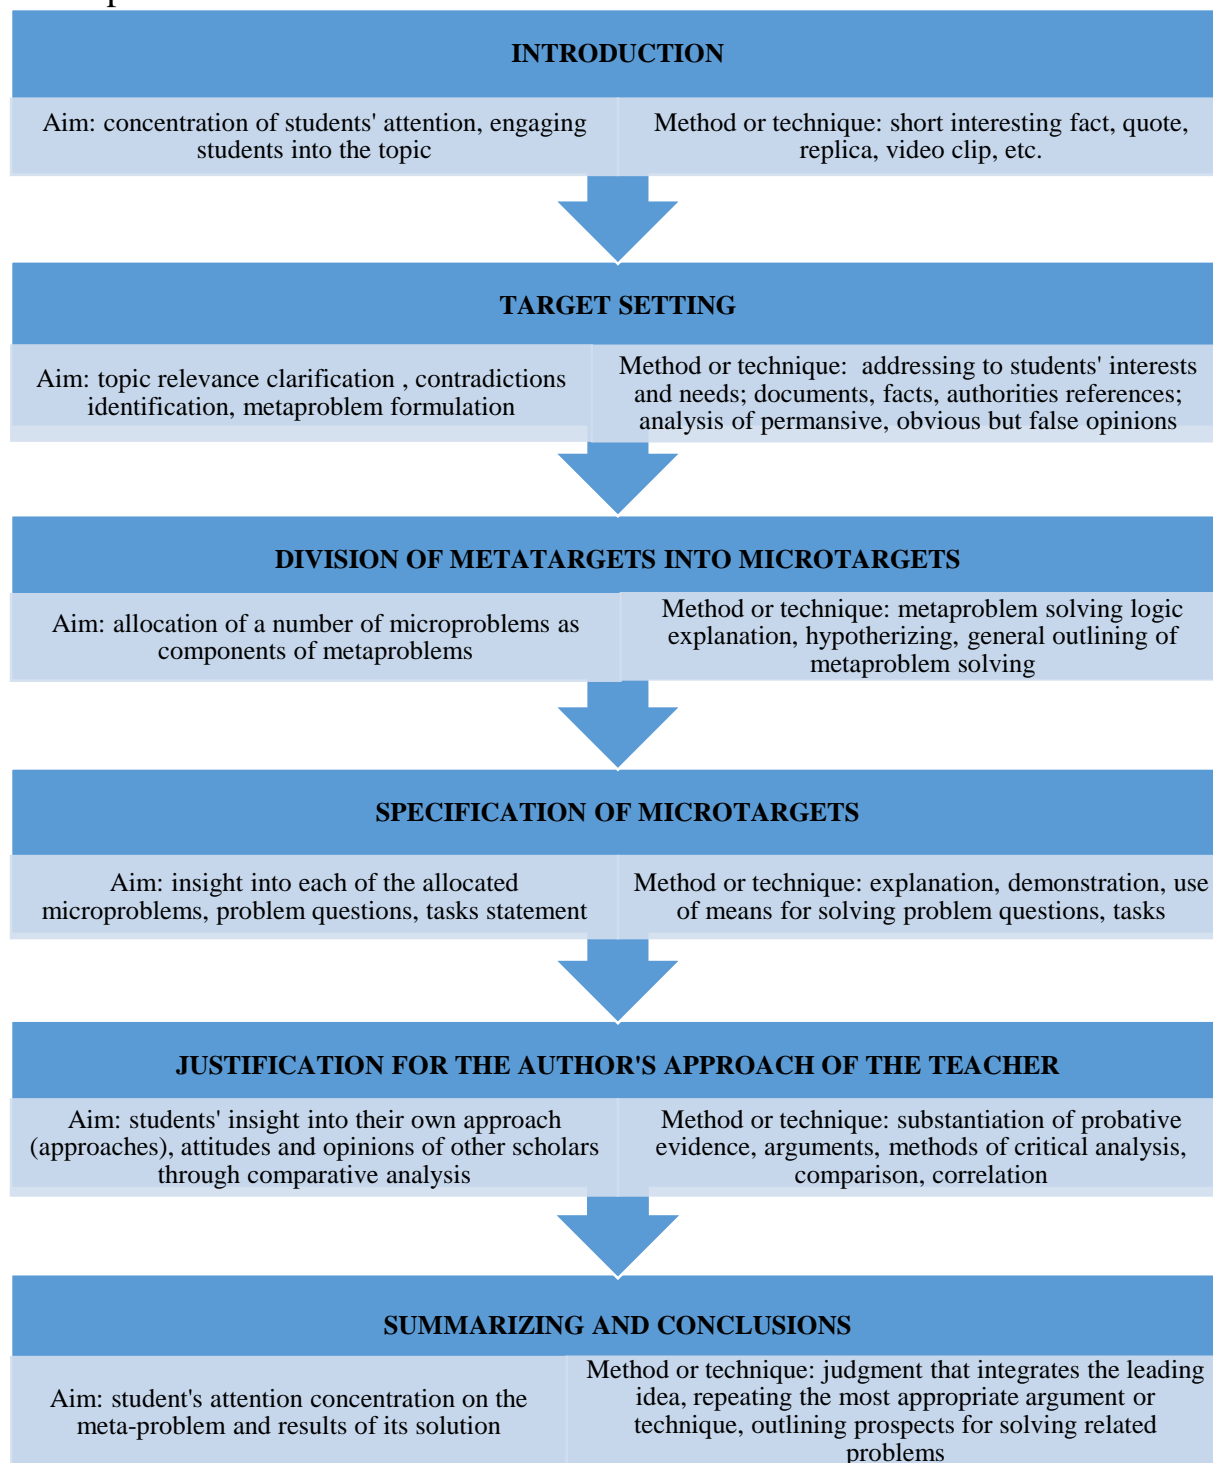 INTRODUCTION
Aim: concentration of students' attention, engaging
students into the topic
Method or technique: short interesting fact, quote,
replica, video clip, etc.
TARGET SETTING
Aim: topic relevance clarification , contradictions
identification, metaproblem formulation
Method or technique:  addressing to students' interests
and needs; documents, facts, authorities references;
analysis of permansive, obvious but false opinions
DIVISION OF METATARGETS INTO MICROTARGETS
Aim: allocation of a number of microproblems as
components of metaproblems
Method or technique: metaproblem solving logic
explanation, hypotherizing, general outlining of
metaproblem solving
SPECIFICATION OF MICROTARGETS
Aim: insight into each of the allocated
microproblems, problem questions, tasks statement
Method or technique: explanation, demonstration, use
of means for solving problem questions, tasks
JUSTIFICATION FOR THE AUTHOR'S APPROACH OF THE TEACHER
Aim: students' insight into their own approach
(approaches), attitudes and opinions of other scholars
through comparative analysis
Method or technique: substantiation of probative
evidence, arguments, methods of critical analysis,
comparison, correlation
SUMMARIZING AND CONCLUSIONS
Aim: student's attention concentration on the
meta-problem and results of its solution
Method or technique: judgment that integrates the leading
idea, repeating the most appropriate argument or
technique, outlining prospects for solving related
problems